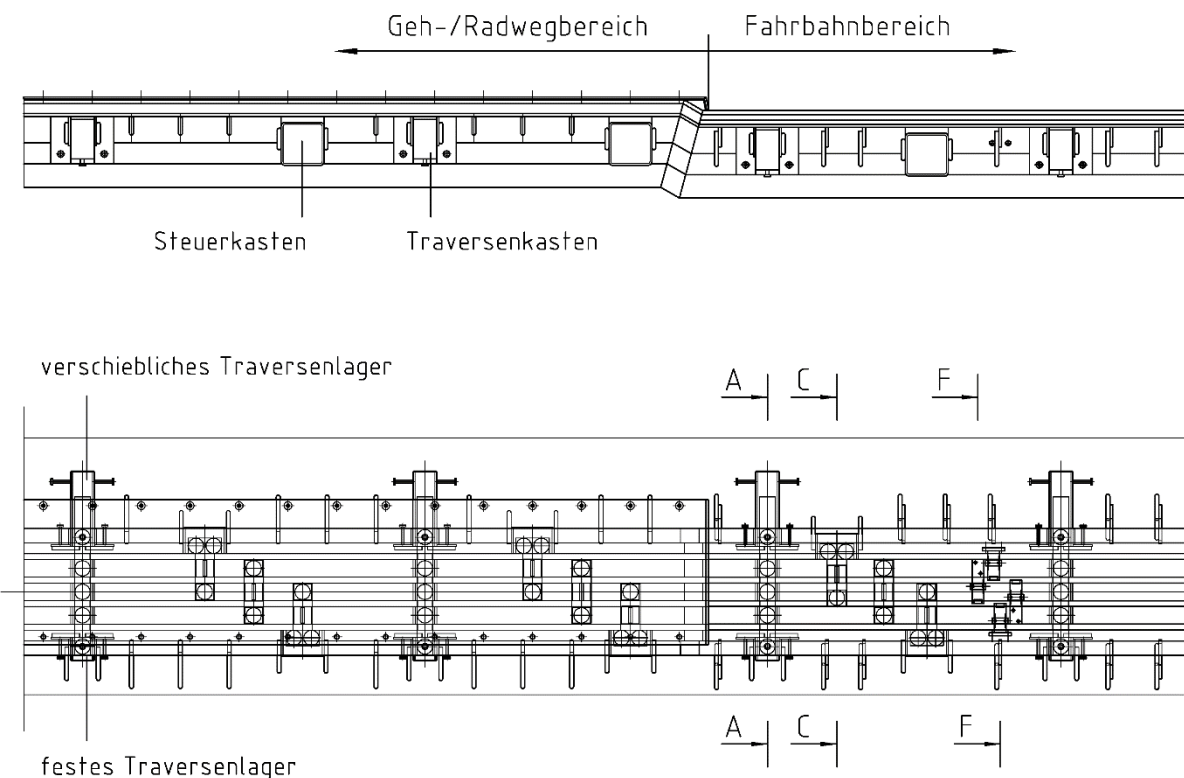 Geh-/Radwegbereich Fahrbahnbereich
Steuerkasten Traversenkasten
verschiebliches Traversenlager
A C F
A C F
festes Traversenlager